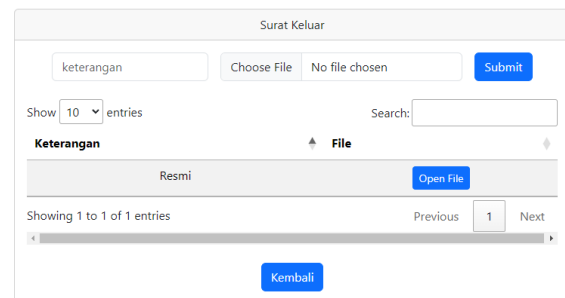 Surat Keluar
keterangan Choose File No file chosen Submit
Show 10 entries Search:
Keterangan File
Resmi Open File
Showing 1 to 1 of 1 entries Previous 1 Next
Kembali